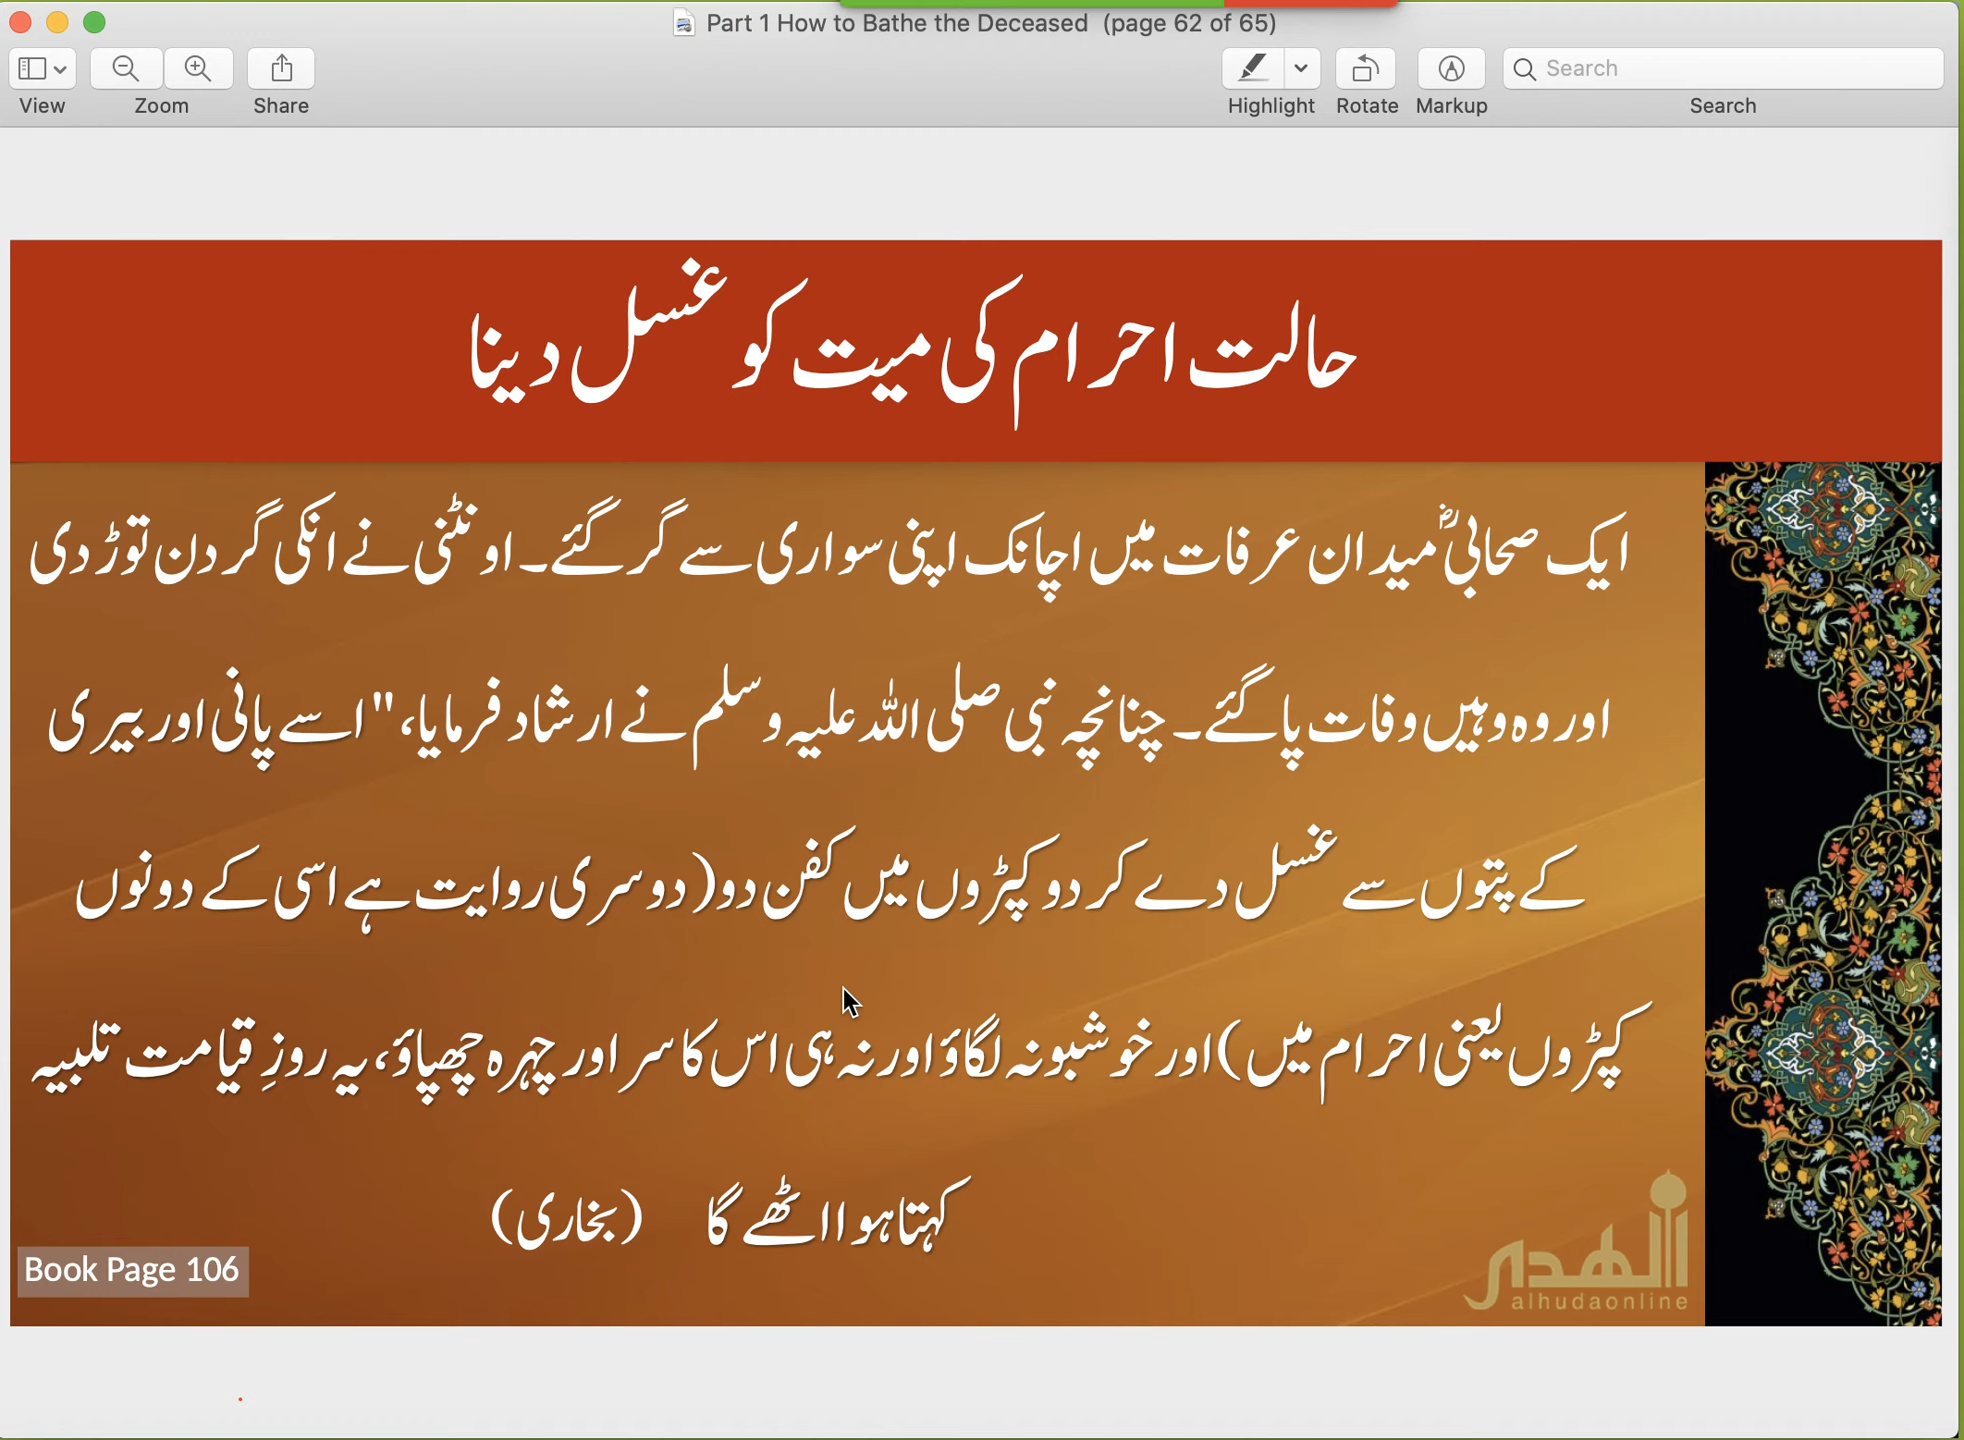 Part 1 How to Bathe the Deceased (page 62 of 65)
View
Zoom
Share
Highlight
Rotate
Markup
Search
Search
حالت احرام کی میت کو غسل دینا
ایک صحابیؓ میدان عرفات میں اچانک اپنی سواری سے گر گئے۔ اونٹنی نے انکی گردن توڑ دی
اور وہ وہیں وفات پا گئے۔ چنانچہ نبی صلی اللہ علیہ وسلم نے ارشاد فرمایا، "اسے پانی اور بیری
کے پتوں سے غسل دے کر دو کپڑوں میں کفن دو (دوسری روایت ہے اسی کے دونوں
کپڑوں یعنی احرام میں) اور خوشبو نہ لگاؤ اور نہ ہی اس کا سر اور چہرہ چھپاؤ، یہ روزِ قیامت تلبیہ
کہتا ہوا اٹھے گا (بخاری)
Book Page 106
الهدى
alhudaonline